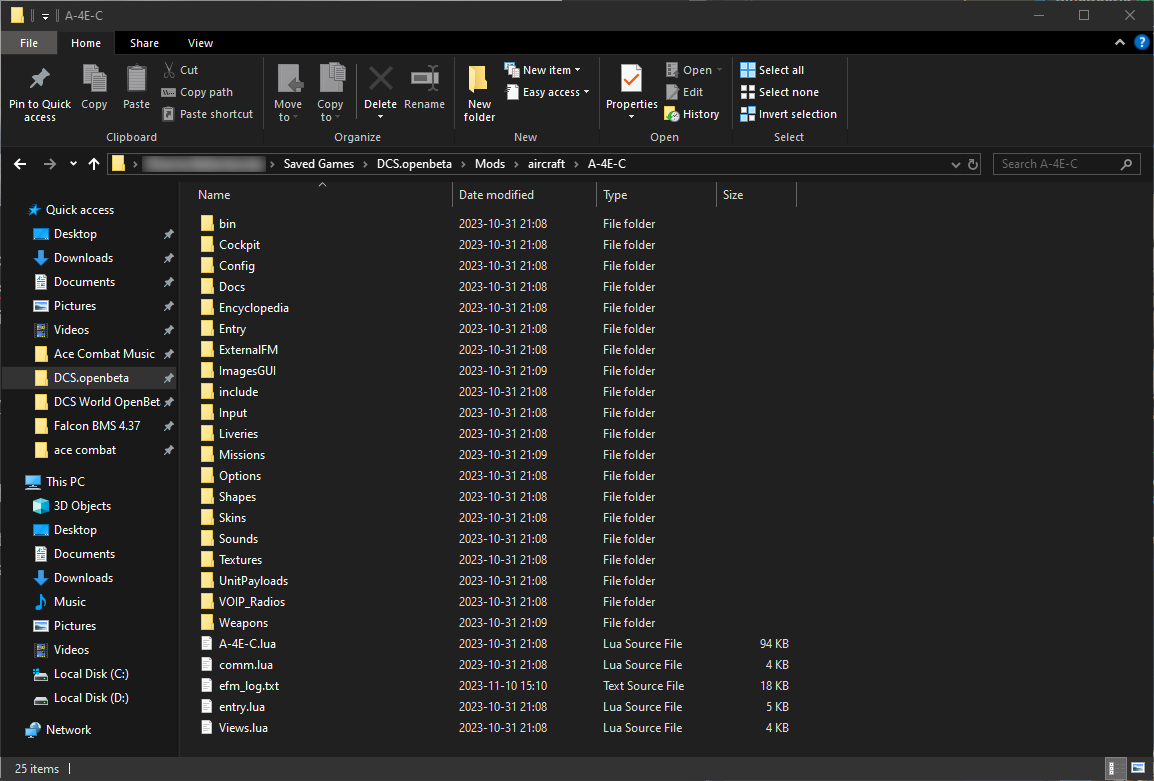 A-4E-C
File Home Share View
Pin to Quick access
Copy
Paste
Cut
Copy path
Paste shortcut
Clipboard
Move to
Copy to
Delete
Rename
Organize
New folder
New item
Easy access
New
Properties
Open
Edit
History
Open
Select all
Select none
Invert selection
Select
Saved Games > DCS.openbeta > Mods > aircraft > A-4E-C
Search A-4E-C
Quick access
Desktop
Downloads
Documents
Pictures
Videos
Ace Combat Music
DCS.openbeta
DCS World OpenBet
Falcon BMS 4.37
ace combat
This PC
3D Objects
Desktop
Documents
Downloads
Music
Pictures
Videos
Local Disk (C:)
Local Disk (D:)
Network
Name Date modified Type Size
bin 2023-10-31 21:08 File folder
Cockpit 2023-10-31 21:08 File folder
Config 2023-10-31 21:08 File folder
Docs 2023-10-31 21:08 File folder
Encyclopedia 2023-10-31 21:08 File folder
Entry 2023-10-31 21:08 File folder
ExternalFM 2023-10-31 21:08 File folder
ImagesGUI 2023-10-31 21:09 File folder
include 2023-10-31 21:08 File folder
Input 2023-10-31 21:08 File folder
Liveries 2023-10-31 21:08 File folder
Missions 2023-10-31 21:09 File folder
Options 2023-10-31 21:08 File folder
Shapes 2023-10-31 21:08 File folder
Skins 2023-10-31 21:08 File folder
Sounds 2023-10-31 21:08 File folder
Textures 2023-10-31 21:08 File folder
UnitPayloads 2023-10-31 21:08 File folder
VOIP_Radios 2023-10-31 21:08 File folder
Weapons 2023-10-31 21:09 File folder
A-4E-C.lua 2023-10-31 21:08 Lua Source File 94 KB
comm.lua 2023-10-31 21:08 Lua Source File 4 KB
efm_log.txt 2023-11-10 15:10 Text Source File 18 KB
entry.lua 2023-10-31 21:08 Lua Source File 5 KB
Views.lua 2023-10-31 21:08 Lua Source File 4 KB
25 items